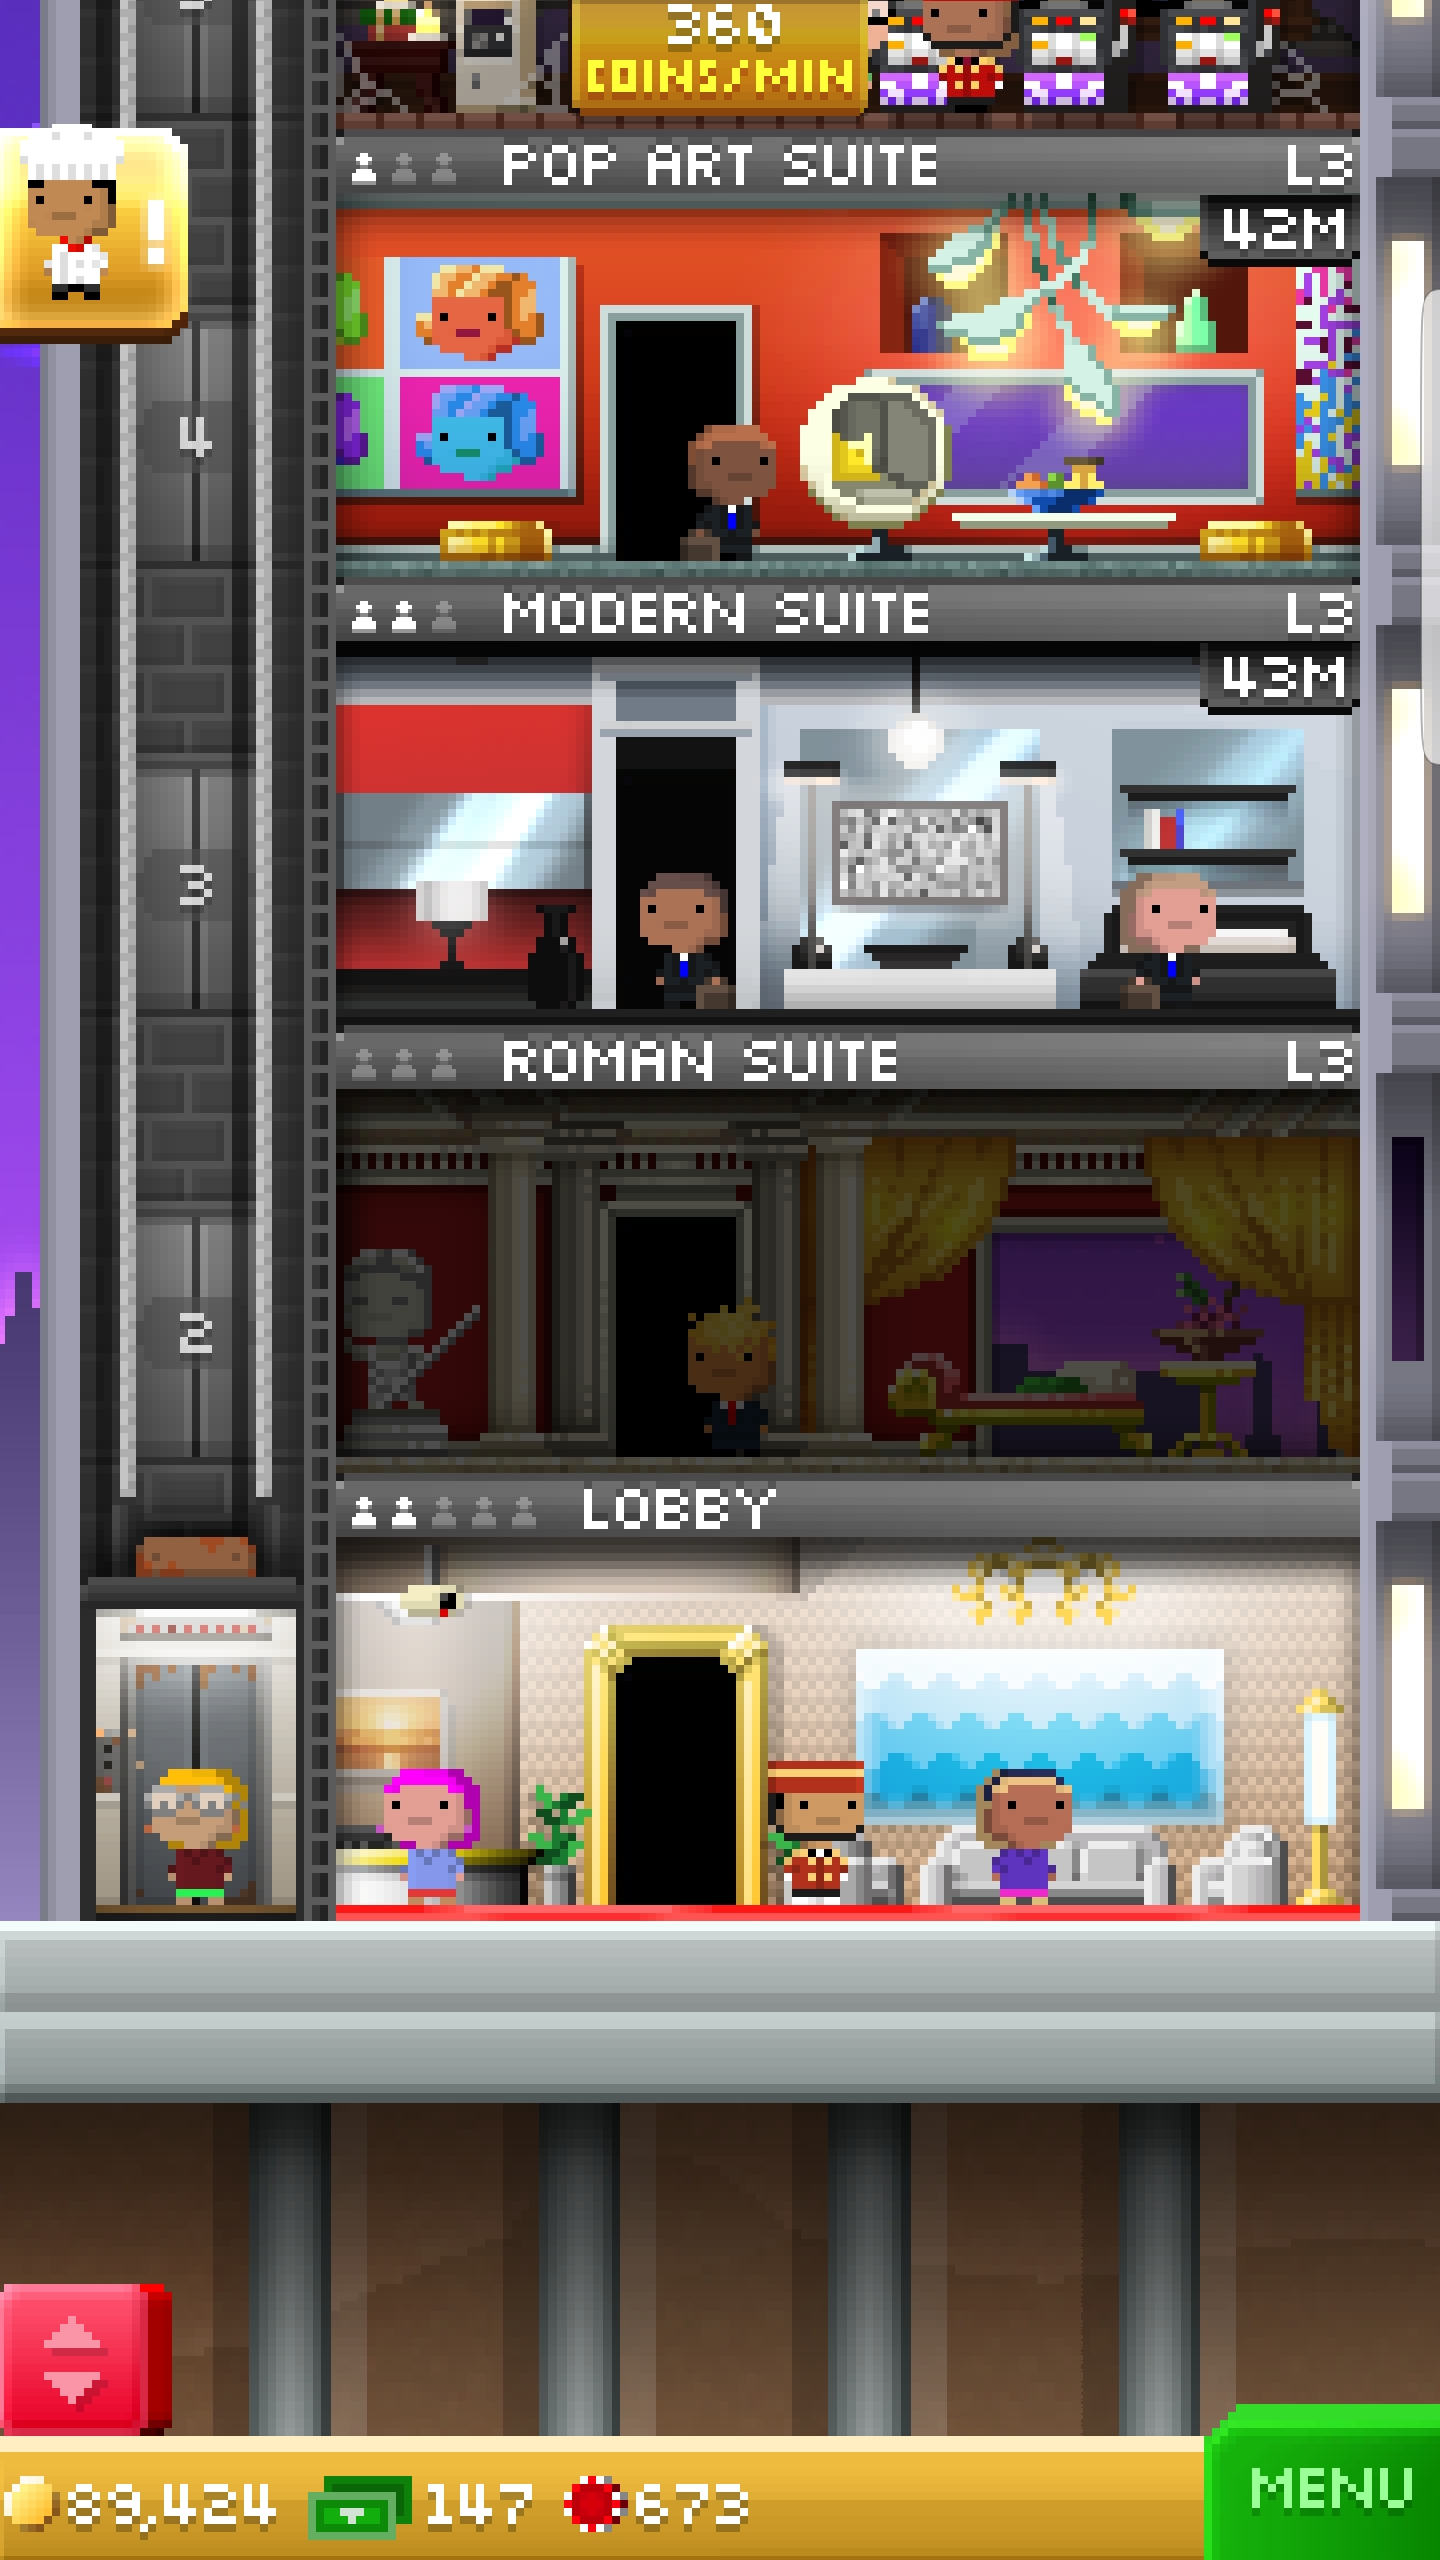 360
COINS/MIN
POP ART SUITE L3
42M
!
4
MODERN SUITE L3
43M
3
ROMAN SUITE L3
2
LOBBY
89,424 147 673
MENU